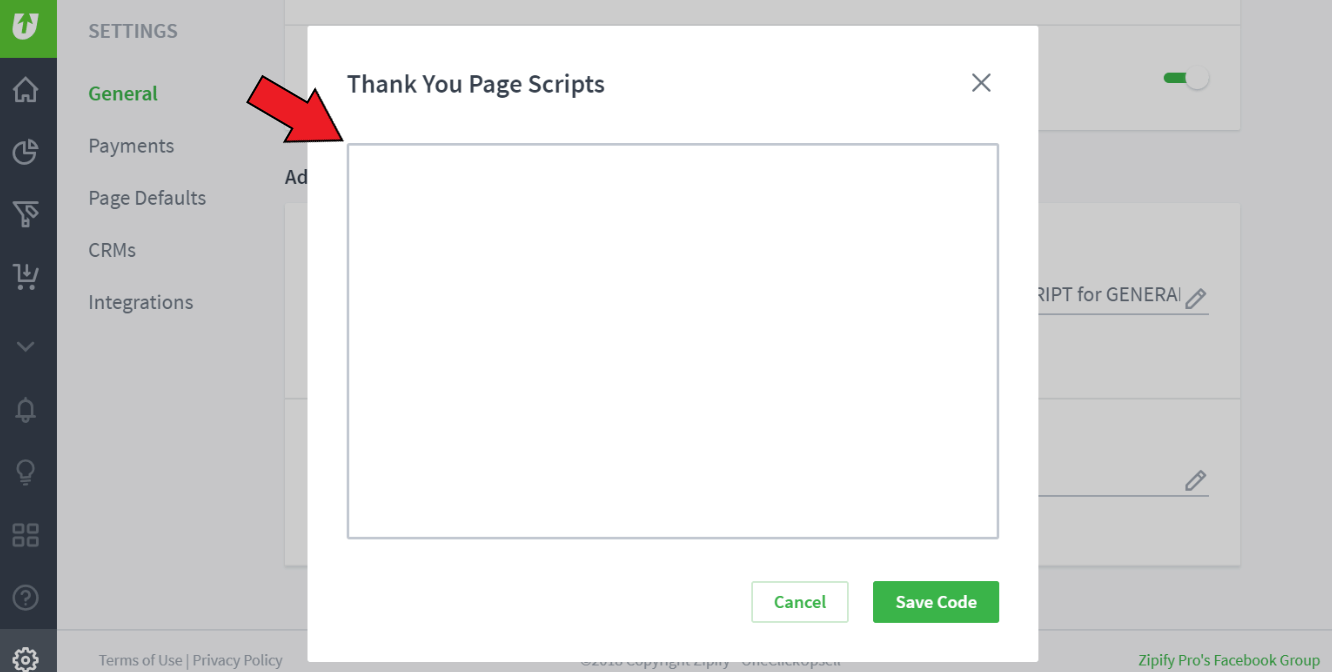 SETTINGS
General
Payments
Page Defaults
CRMs
Integrations
Thank You Page Scripts
Ad
RIPT for GENERAL
Cancel
Save Code
Terms of Use | Privacy Policy
©2018 Copyright Zipify - OneClickUpsell
Zipify Pro's Facebook Group